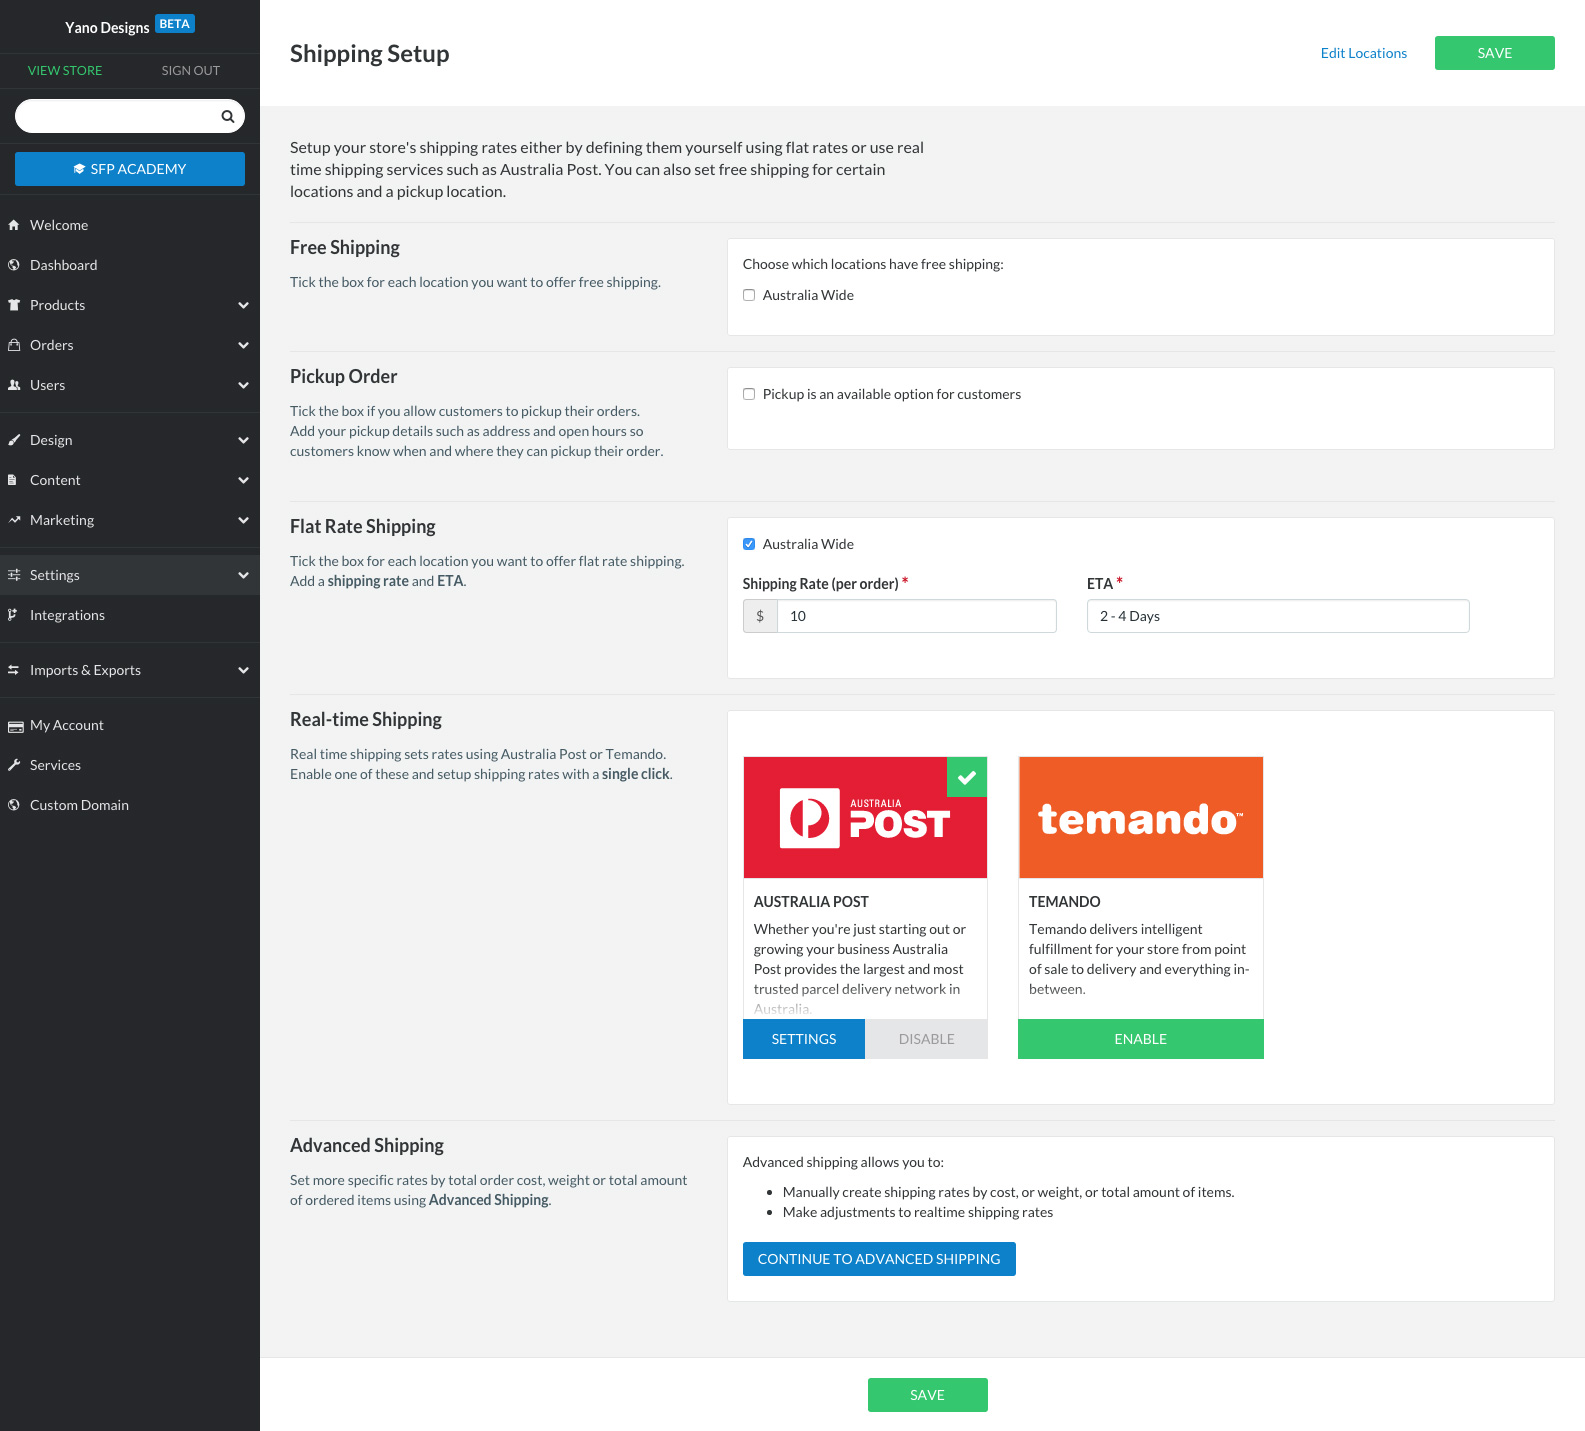 Yano Designs BETA
VIEW STORE
SIGN OUT
SFP ACADEMY
Welcome
Dashboard
Products
Orders
Users
Design
Content
Marketing
Settings
Integrations
Imports & Exports
My Account
Services
Custom Domain
Shipping Setup
Edit Locations
SAVE
Setup your store's shipping rates either by defining them yourself using flat rates or use real
time shipping services such as Australia Post. You can also set free shipping for certain
locations and a pickup location.
Free Shipping
Tick the box for each location you want to offer free shipping.
Choose which locations have free shipping:
Australia Wide
Pickup Order
Tick the box if you allow customers to pickup their orders.
Add your pickup details such as address and open hours so
customers know when and where they can pickup their order.
Pickup is an available option for customers
Flat Rate Shipping
Tick the box for each location you want to offer flat rate shipping.
Add a shipping rate and ETA.
Australia Wide
Shipping Rate (per order) *
$ 10
ETA *
2 - 4 Days
Real-time Shipping
Real time shipping sets rates using Australia Post or Temando.
Enable one of these and setup shipping rates with a single click.
AUSTRALIA
POST
AUSTRALIA POST
Whether you're just starting out or
growing your business Australia
Post provides the largest and most
trusted parcel delivery network in
Australia.
SETTINGS
DISABLE
temando™
TEMANDO
Temando delivers intelligent
fulfillment for your store from point
of sale to delivery and everything in-
between.
ENABLE
Advanced Shipping
Set more specific rates by total order cost, weight or total amount
of ordered items using Advanced Shipping.
Advanced shipping allows you to:
• Manually create shipping rates by cost, or weight, or total amount of items.
• Make adjustments to realtime shipping rates
CONTINUE TO ADVANCED SHIPPING
SAVE